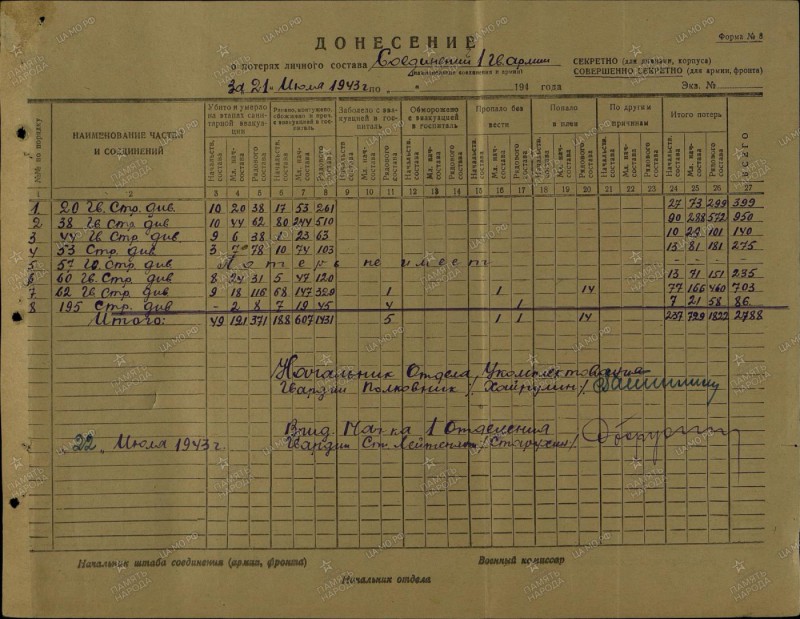 Форма № 8
ДОНЕСЕНИЕ
о потерях личного состава Соединений 1 Гв армии
(наименование соединения и армии)
СЕКРЕТНО (для дивизии, корпуса)
СОВЕРШЕННО СЕКРЕТНО (для армии, фронта)
За 21 Июля 1943 г по „ “ 194 года Экз. №
№№ по порядку
НАИМЕНОВАНИЕ ЧАСТЕЙ И СОЕДИНЕНИЙ
Убито и умерло на этапах санитарной эвакуации
Ранено, контужено, обожжено с эвакуацией в госпиталь
Заболело с эвакуацией в госпиталь
Обморожено с эвакуацией в госпиталь
Пропало без вести
Попало в плен
По другим причинам
Итого потерь
ВСЕГО
Начальств. состава Мл. начсостава Рядового состава
2 3 4 5 6 7 8 9 10 11 12 13 14 15 16 17 18 19 20 21 22 23 24 25 26 27
1 20 Гв. Стр. див. 10 20 38 17 53 261 27 73 299 399
2 38 Гв. Стр. див. 10 44 62 80 244 510 90 288 572 950
3 44 Гв. Стр. див 9 6 38 1 23 63 10 29 101 140
4 53 Стр. див 3 7 78 10 74 103 13 81 181 275
5 57 Гв. Стр. див Потерь не имеет - - - -
6 60 Гв. Стр. див 8 24 31 5 47 120 13 71 151 235
7 62 Гв. Стр. див 9 18 116 68 147 329 1 1 14 77 166 460 703
8 195 Стр. див - 2 8 7 19 45 4 1 7 21 58 86
Итого: 49 121 371 188 607 1431 5 1 1 14 237 729 1822 2788
Начальник Отдела Укомплектования
Гвардии Полковник /Хайрулин/
Врид. Нач-ка 1 Отделения
„22“ Июля 1943 г. Гвардии Ст. Лейтенант /Старухин/
Начальник штаба соединения (армии, фронта) Военный комиссар
Начальник отдела
ПАМЯТЬ НАРОДА
ЦА МО.РФ